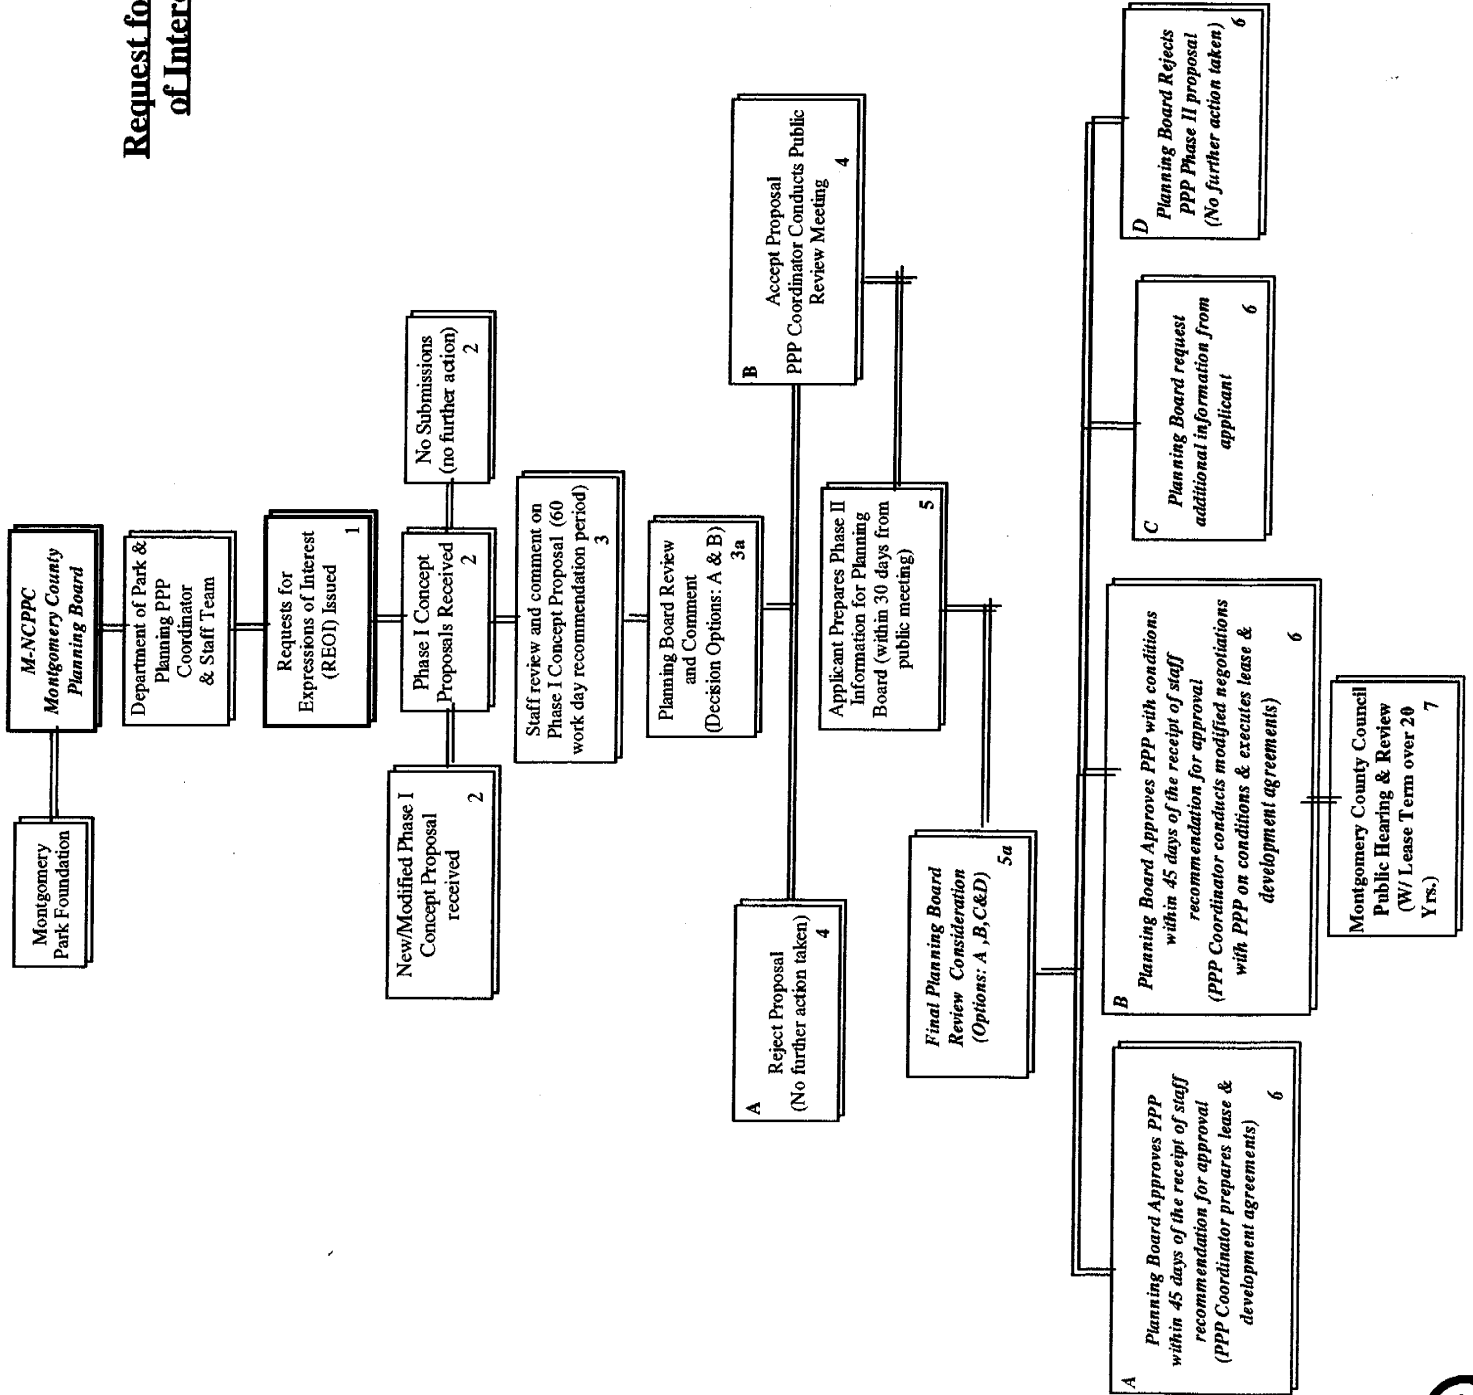 Request fo
of Inter
M-NCPPC
Montgomery County
Planning Board
Montgomery
Park Foundation
Department of Park &
Planning PPP
Coordinator
& Staff Team
Requests for
Expressions of Interest
(REOI) Issued
1
New/Modified Phase I
Concept Proposal
received
2
Phase I Concept
Proposals Received
2
No Submissions
(no further action)
2
Staff review and comment on
Phase I Concept Proposal (60
work day recommendation period)
3
Planning Board Review
and Comment
(Decision Options: A & B)
3a
A
Reject Proposal
(No further action taken)
4
B
Accept Proposal
PPP Coordinator Conducts Public
Review Meeting
4
Applicant Prepares Phase II
Information for Planning
Board (within 30 days from
public meeting)
5
Final Planning Board
Review Consideration
(Options: A ,B,C&D)
5a
A
Planning Board Approves PPP
within 45 days of the receipt of staff
recommendation for approval
(PPP Coordinator prepares lease &
development agreements)
6
B
Planning Board Approves PPP with conditions
within 45 days of the receipt of staff
recommendation for approval
(PPP Coordinator conducts modified negotiations
with PPP on conditions & executes lease &
development agreements)
6
C
Planning Board request
additional information from
applicant
6
D
Planning Board Rejects
PPP Phase II proposal
(No further action taken)
6
Montgomery County Council
Public Hearing & Review
(W/ Lease Term over 20
Yrs.)
7